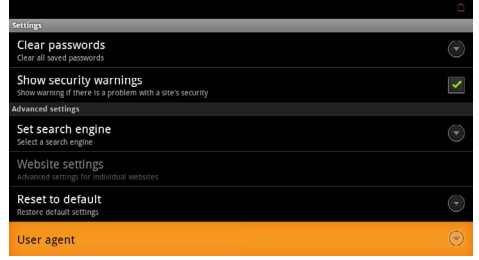 Settings
Clear passwords
Clear all saved passwords
Show security warnings
Show warning if there is a problem with a site's security
Advanced settings
Set search engine
Select a search engine
Website settings
Advanced settings for individual websites
Reset to default
Restore default settings
User agent